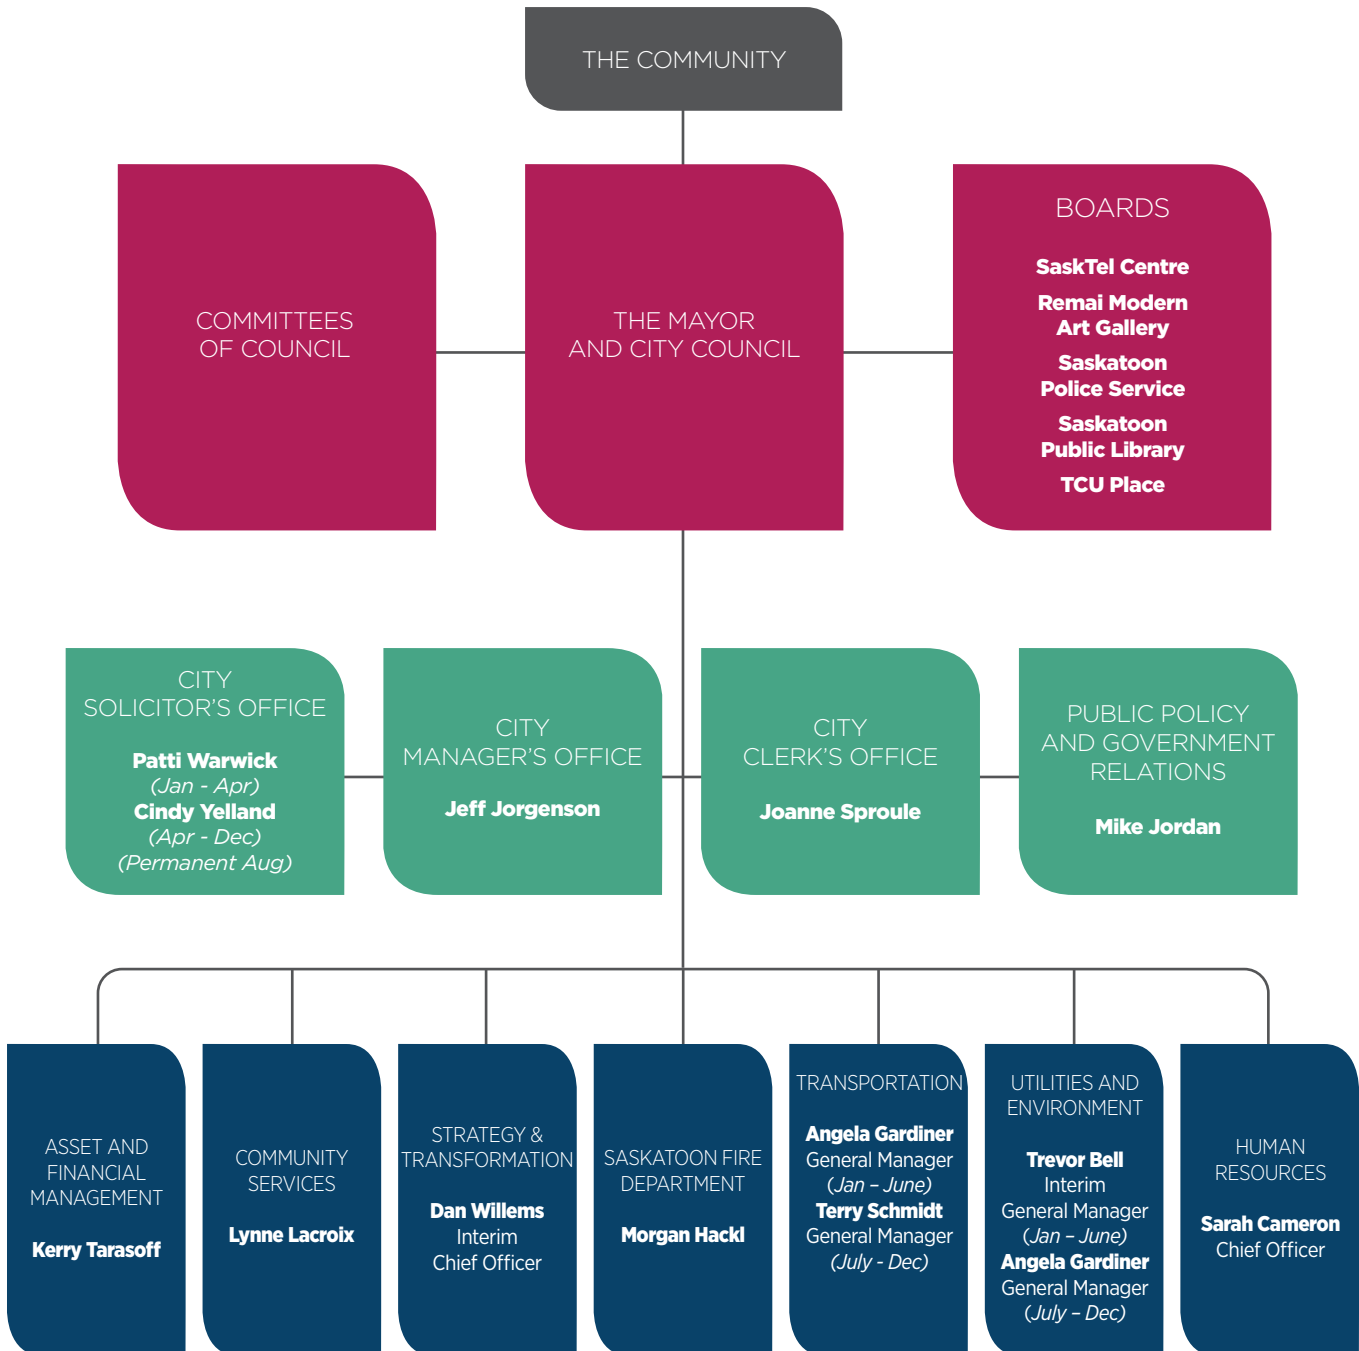 THE COMMUNITY
COMMITTEES
OF COUNCIL
THE MAYOR
AND CITY COUNCIL
BOARDS
SaskTel Centre
Remai Modern
Art Gallery
Saskatoon
Police Service
Saskatoon
Public Library
TCU Place
CITY
SOLICITOR'S OFFICE
Patti Warwick
(Jan - Apr)
Cindy Yelland
(Apr - Dec)
(Permanent Aug)
CITY
MANAGER'S OFFICE
Jeff Jorgenson
CITY
CLERK'S OFFICE
Joanne Sproule
PUBLIC POLICY
AND GOVERNMENT
RELATIONS
Mike Jordan
ASSET AND
FINANCIAL
MANAGEMENT
Kerry Tarasoff
COMMUNITY
SERVICES
Lynne Lacroix
STRATEGY &
TRANSFORMATION
Dan Willems
Interim
Chief Officer
SASKATOON FIRE
DEPARTMENT
Morgan Hackl
TRANSPORTATION
Angela Gardiner
General Manager
(Jan – June)
Terry Schmidt
General Manager
(July - Dec)
UTILITIES AND
ENVIRONMENT
Trevor Bell
Interim
General Manager
(Jan – June)
Angela Gardiner
General Manager
(July – Dec)
HUMAN
RESOURCES
Sarah Cameron
Chief Officer